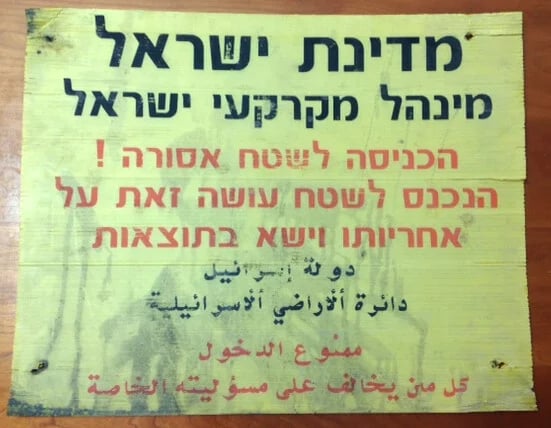 מדינת ישראל
מינהל מקרקעי ישראל
הכניסה לשטח אסורה !
הנכנס לשטח עושה זאת על
אחריותו וישא בתוצאות
دولة إسرائيل
دائرة ألاراضي ألاسرائيلية
ممنوع الدخول
كل من يخالف على مسؤليته الخاصة